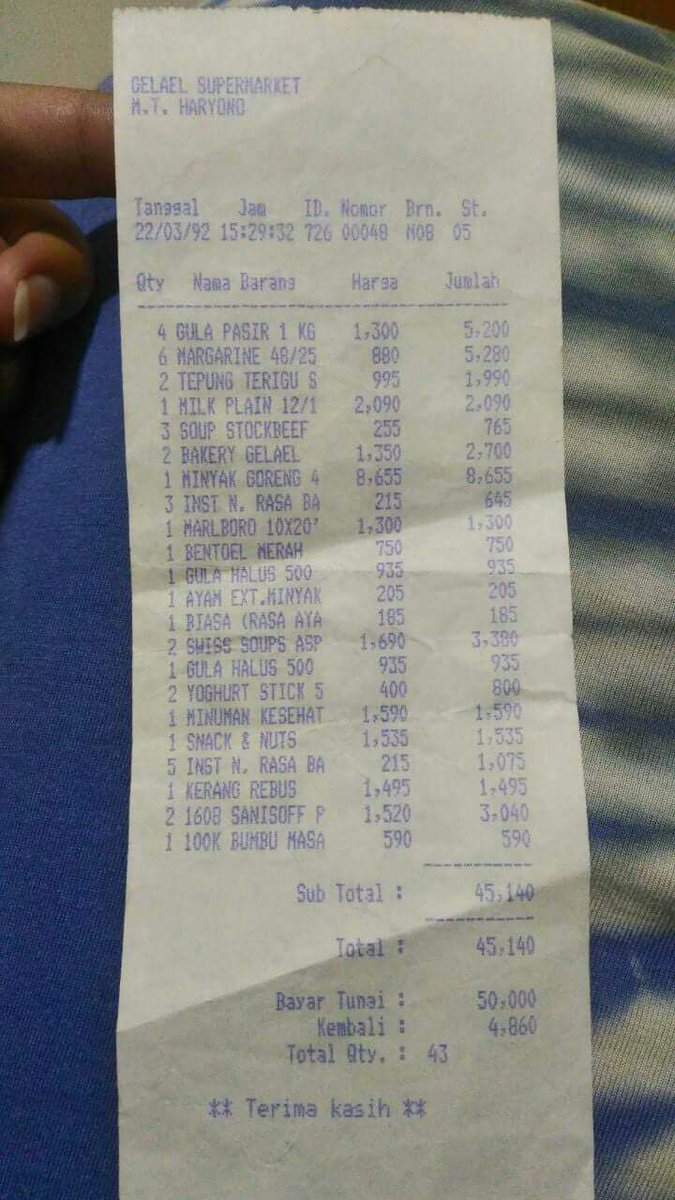 GELAEL SUPERMARKET
M.T. HARYONO
Tanggal Jam ID. Nomor Brn. St.
22/03/92 15:29:32 726 00048 MOB 05
Qty Nama Barang Harga Jumlah
4 GULA PASIR 1 KG 1,300 5,200
6 MARGARINE 48/25 880 5,280
2 TEPUNG TERIGU S 995 1,990
1 MILK PLAIN 12/1 2,090 2,090
3 SOUP STOCKBEEF 255 765
2 BAKERY GELAEL 1,350 2,700
1 MINYAK GORENG 4 8,655 8,655
3 INST N. RASA BA 215 645
1 MARLBORO 10X20' 1,300 1,300
1 BENTOEL MERAH 750 750
1 GULA HALUS 500 935 935
1 AYAM EXT.MINYAK 205 205
1 BIASA (RASA AYA 185 185
2 SWISS SOUPS ASP 1,690 3,380
1 GULA HALUS 500 935 935
2 YOGHURT STICK 5 400 800
1 MINUMAN KESEHAT 1,590 1,590
1 SNACK & NUTS 1,535 1,535
5 INST N. RASA BA 215 1,075
1 KERANG REBUS 1,495 1,495
2 1608 SANISOFF P 1,520 3,040
1 100K BUMBU MASA 590 590
Sub Total : 45,140
Total : 45,140
Bayar Tunai : 50,000
Kembali : 4,860
Total Qty. : 43
** Terima kasih **